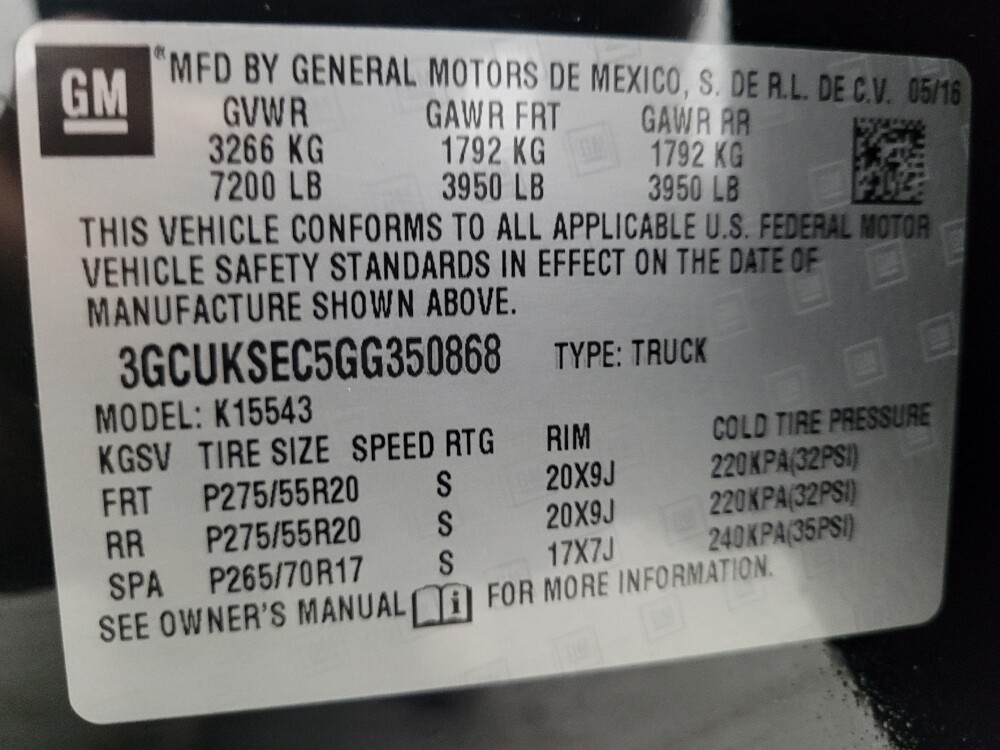 GM ® MFD BY GENERAL MOTORS DE MEXICO, S. DE R.L. DE C.V. 05/16
GVWR GAWR FRT GAWR RR
3266 KG 1792 KG 1792 KG
7200 LB 3950 LB 3950 LB
THIS VEHICLE CONFORMS TO ALL APPLICABLE U.S. FEDERAL MOTOR
VEHICLE SAFETY STANDARDS IN EFFECT ON THE DATE OF
MANUFACTURE SHOWN ABOVE.
3GCUKSEC5GG350868 TYPE: TRUCK
MODEL: K15543
KGSV TIRE SIZE SPEED RTG RIM COLD TIRE PRESSURE
FRT P275/55R20 S 20X9J 220KPA(32PSI)
RR P275/55R20 S 20X9J 220KPA(32PSI)
SPA P265/70R17 S 17X7J 240KPA(35PSI)
SEE OWNER'S MANUAL i FOR MORE INFORMATION.